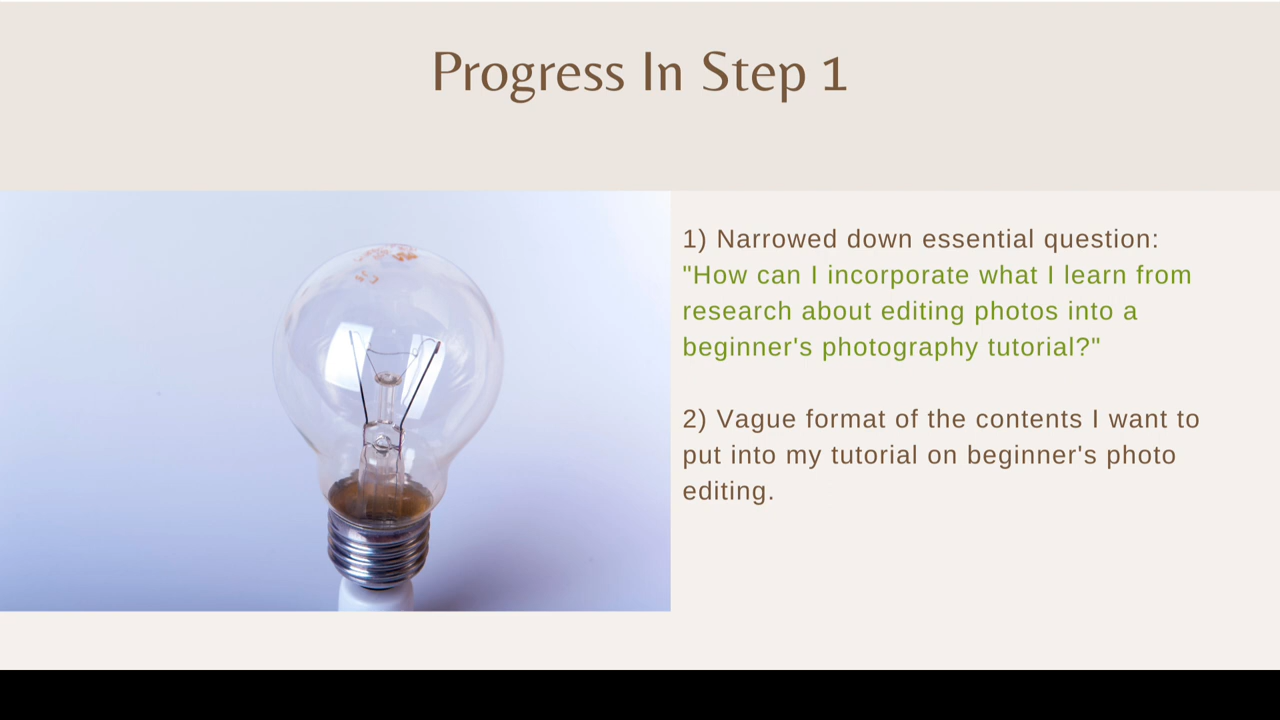 Progress In Step 1
1) Narrowed down essential question:
"How can I incorporate what I learn from
research about editing photos into a
beginner's photography tutorial?"
2) Vague format of the contents I want to
put into my tutorial on beginner's photo
editing.